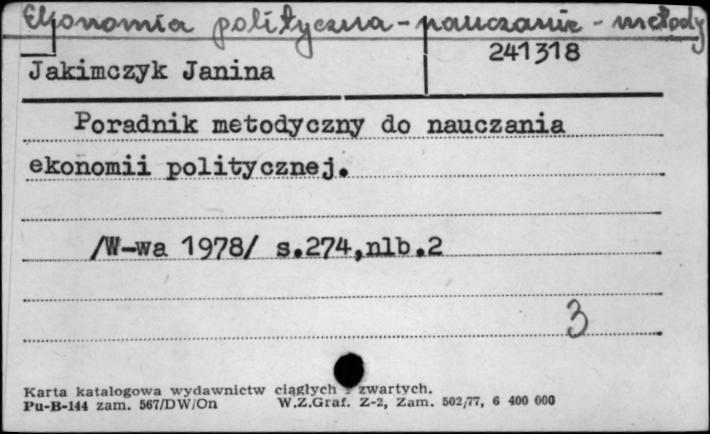 Ekonomia polityczna - nauczanie - metody
241318
Jakimczyk Janina
Poradnik metodyczny do nauczania
ekonomii politycznej.
/W-wa 1978/ s.274,nlb.2
3
Karta katalogowa wydawnictw ciągłych i zwartych.
Pu-B-144 zam. 567/DW/On W.Z.Graf. Z-2, Zam. 502/77, 6 400 000